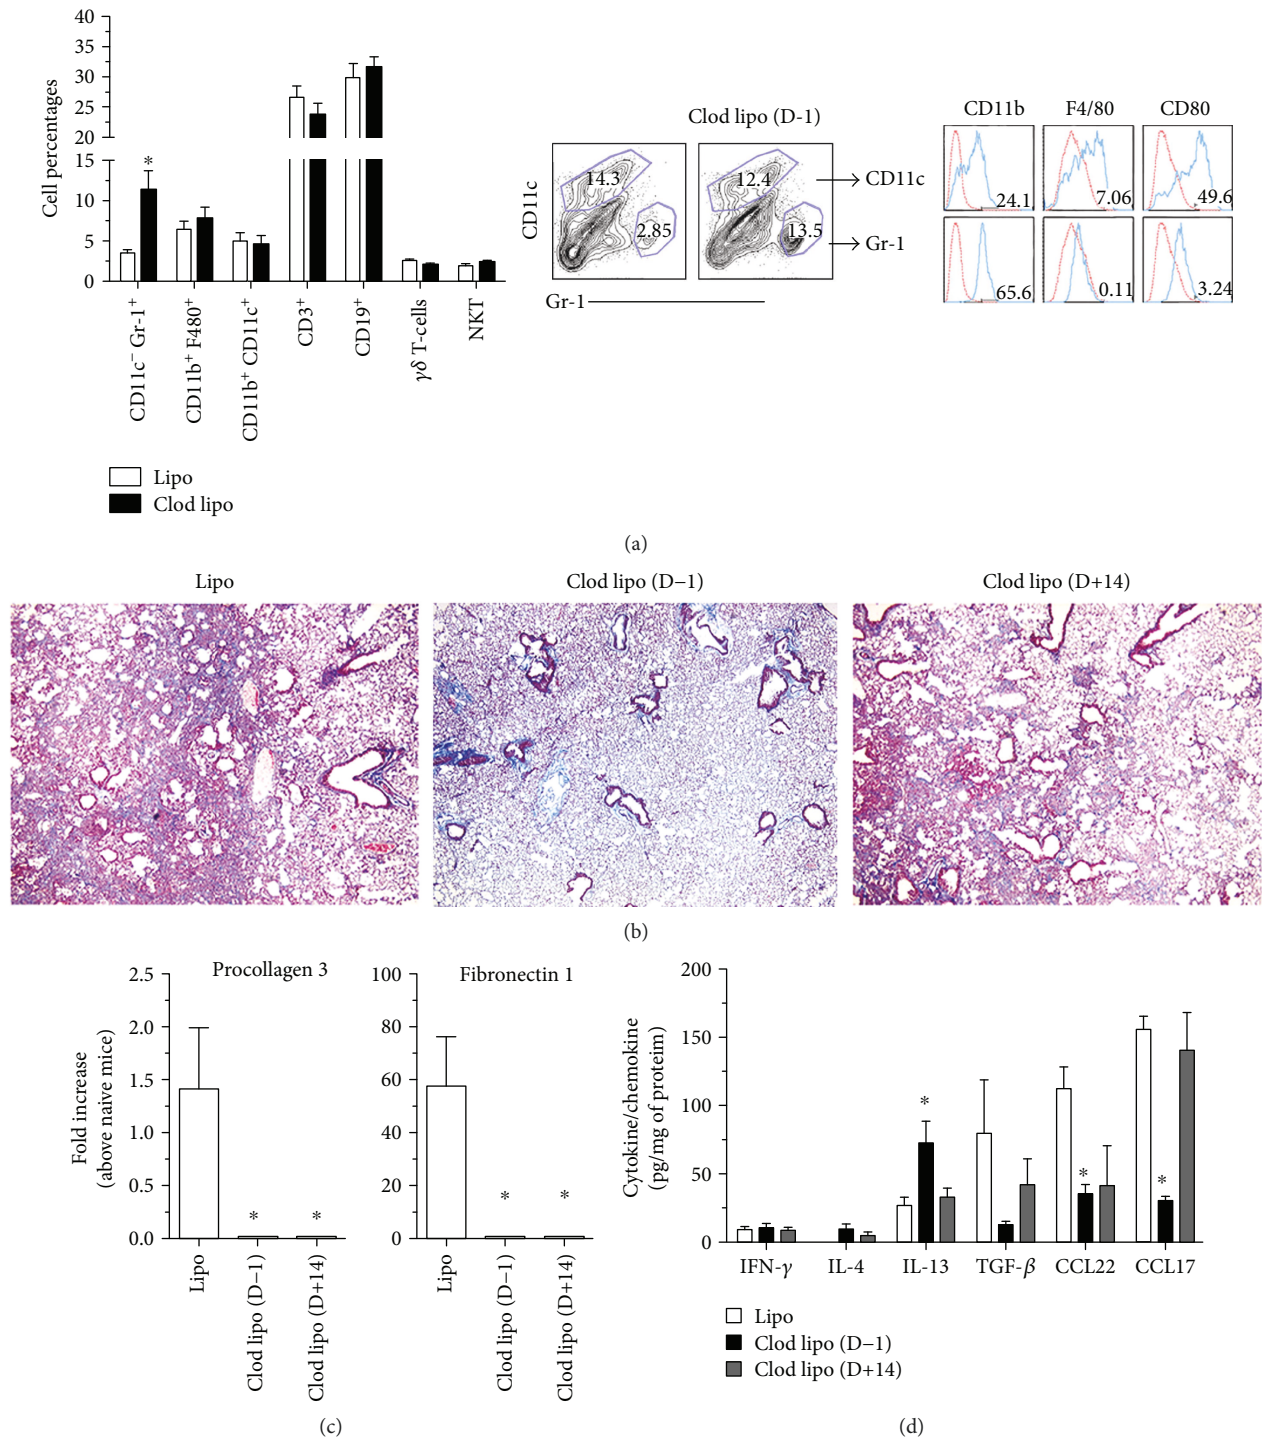 40
35
30
25
20
15
10
5
0
Cell percentages
*
CD11c⁻ Gr-1⁺
CD11b⁺ F480⁺
CD11b⁺ CD11c⁺
CD3⁺
CD19⁺
γδ T-cells
NKT
Lipo
Clod lipo
Clod lipo (D-1)
CD11c
14.3
2.85
12.4
13.5
Gr-1
CD11c
Gr-1
CD11b
F4/80
CD80
24.1
7.06
49.6
65.6
0.11
3.24
(a)
Lipo
Clod lipo (D−1)
Clod lipo (D+14)
(b)
Procollagen 3
Fold increase
(above naive mice)
2.5
2.0
1.5
1.0
0.5
0.0
*
*
Lipo
Clod lipo (D−1)
Clod lipo (D+14)
Fibronectin 1
100
80
60
40
20
0
*
*
Lipo
Clod lipo (D−1)
Clod lipo (D+14)
(c)
Cytokine/chemokine
(pg/mg of proteim)
200
150
100
50
0
*
*
*
IFN-γ
IL-4
IL-13
TGF-β
CCL22
CCL17
Lipo
Clod lipo (D−1)
Clod lipo (D+14)
(d)